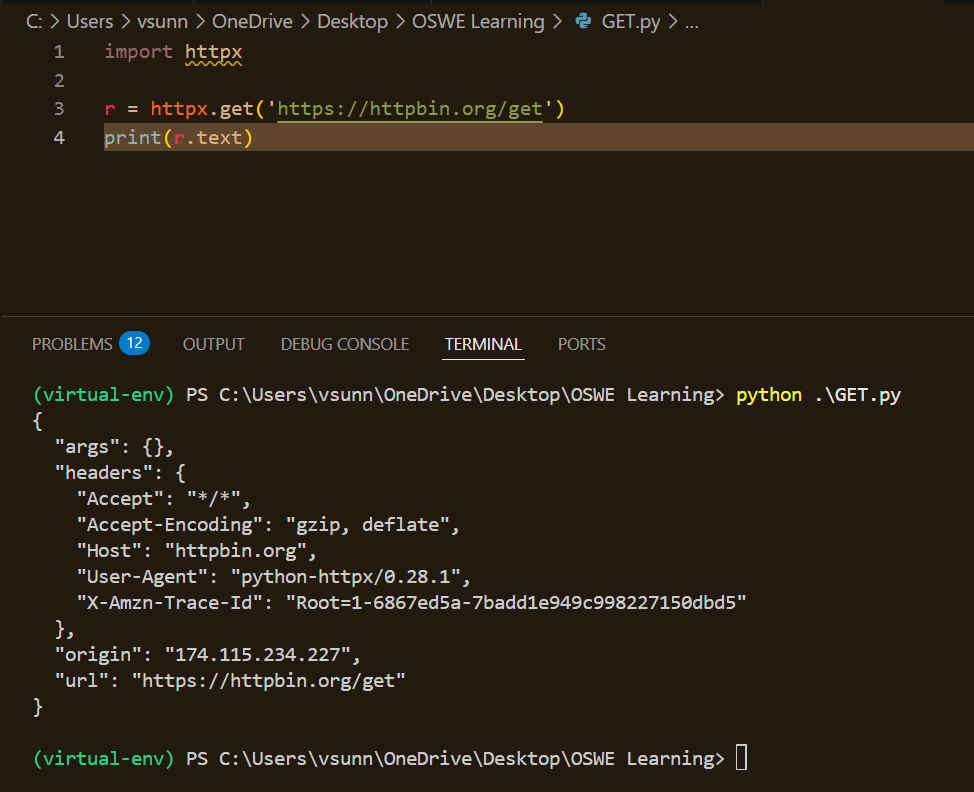 C: > Users > vsunn > OneDrive > Desktop > OSWE Learning > GET.py > ...
1 import httpx
2
3 r = httpx.get('https://httpbin.org/get')
4 print(r.text)
PROBLEMS 12 OUTPUT DEBUG CONSOLE TERMINAL PORTS
(virtual-env) PS C:\Users\vsunn\OneDrive\Desktop\OSWE Learning> python .\GET.py
{
  "args": {},
  "headers": {
    "Accept": "*/*",
    "Accept-Encoding": "gzip, deflate",
    "Host": "httpbin.org",
    "User-Agent": "python-httpx/0.28.1",
    "X-Amzn-Trace-Id": "Root=1-6867ed5a-7badd1e949c998227150dbd5"
  },
  "origin": "174.115.234.227",
  "url": "https://httpbin.org/get"
}
(virtual-env) PS C:\Users\vsunn\OneDrive\Desktop\OSWE Learning>